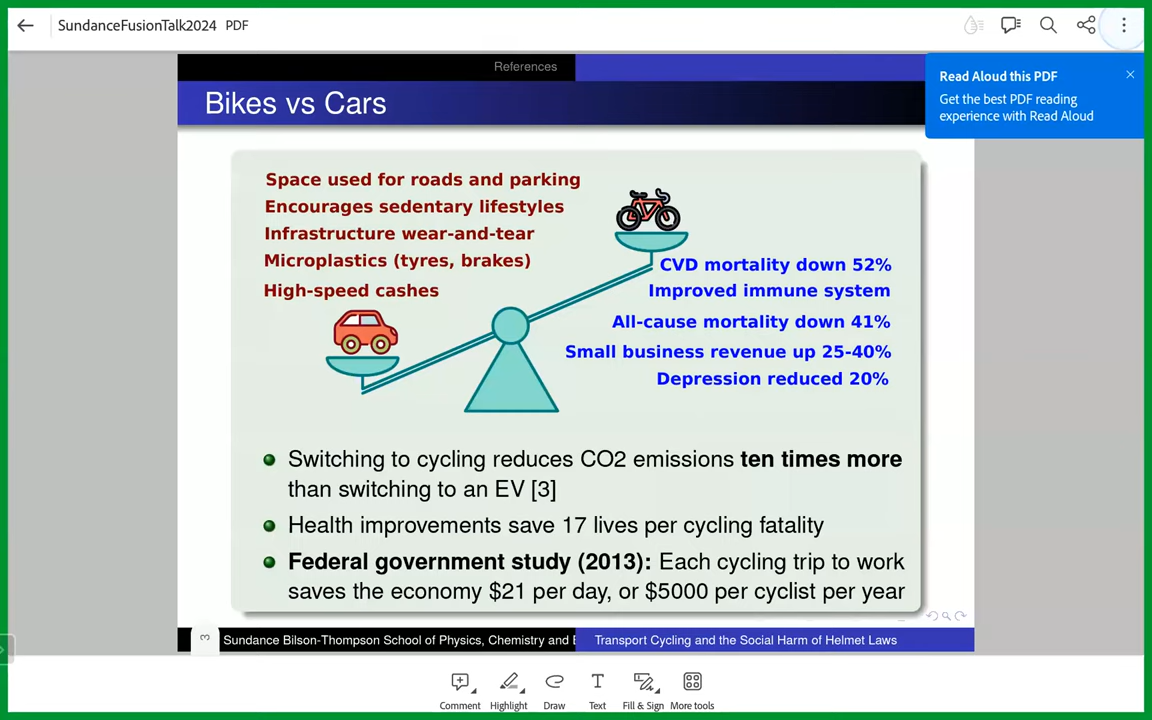 SundanceFusionTalk2024 PDF
Read Aloud this PDF
Get the best PDF reading
experience with Read Aloud
References
Bikes vs Cars
Space used for roads and parking
Encourages sedentary lifestyles
Infrastructure wear-and-tear
Microplastics (tyres, brakes)
High-speed cashes
CVD mortality down 52%
Improved immune system
All-cause mortality down 41%
Small business revenue up 25-40%
Depression reduced 20%
Switching to cycling reduces CO2 emissions ten times more
than switching to an EV [3]
Health improvements save 17 lives per cycling fatality
Federal government study (2013): Each cycling trip to work
saves the economy $21 per day, or $5000 per cyclist per year
3
Sundance Bilson-Thompson School of Physics, Chemistry and
Transport Cycling and the Social Harm of Helmet Laws
Comment Highlight Draw Text Fill & Sign More tools